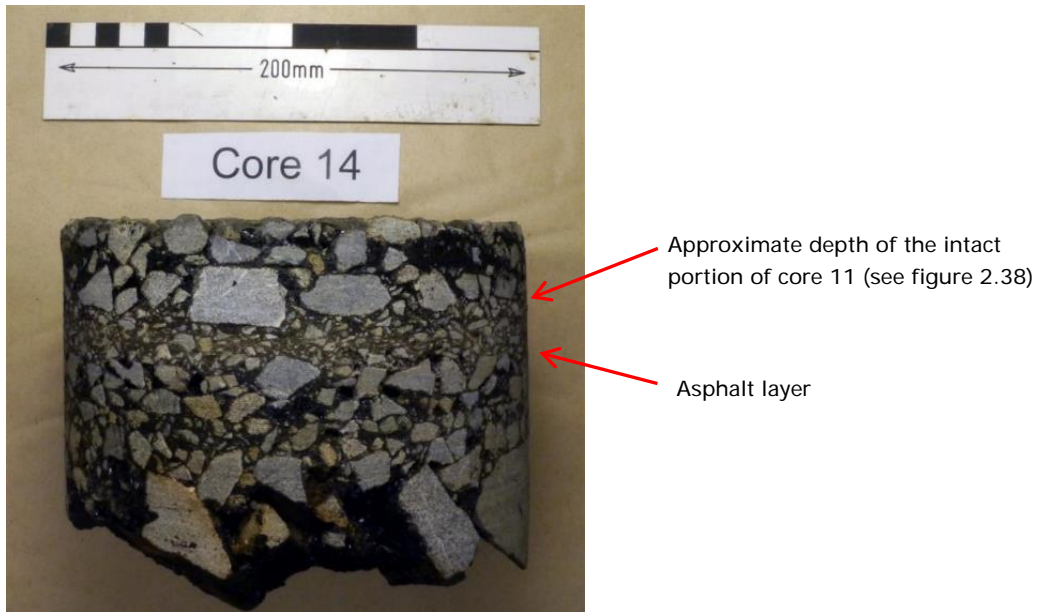 200mm
Core 14
Approximate depth of the intact
portion of core 11 (see figure 2.38)
Asphalt layer